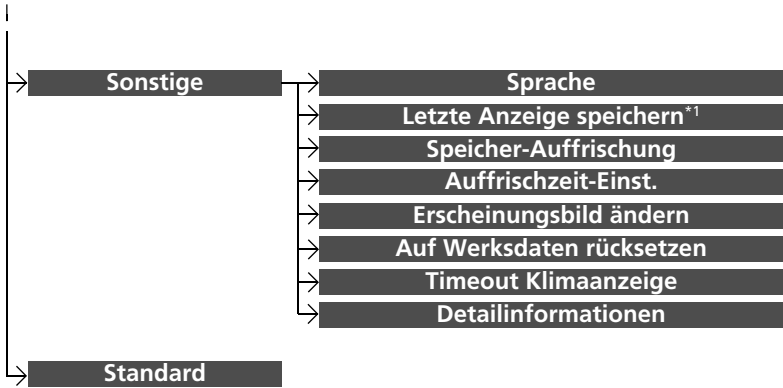 Sonstige
Sprache
Letzte Anzeige speichern*1
Speicher-Auffrischung
Auffrischzeit-Einst.
Erscheinungsbild ändern
Auf Werksdaten rücksetzen
Timeout Klimaanzeige
Detailinformationen
Standard